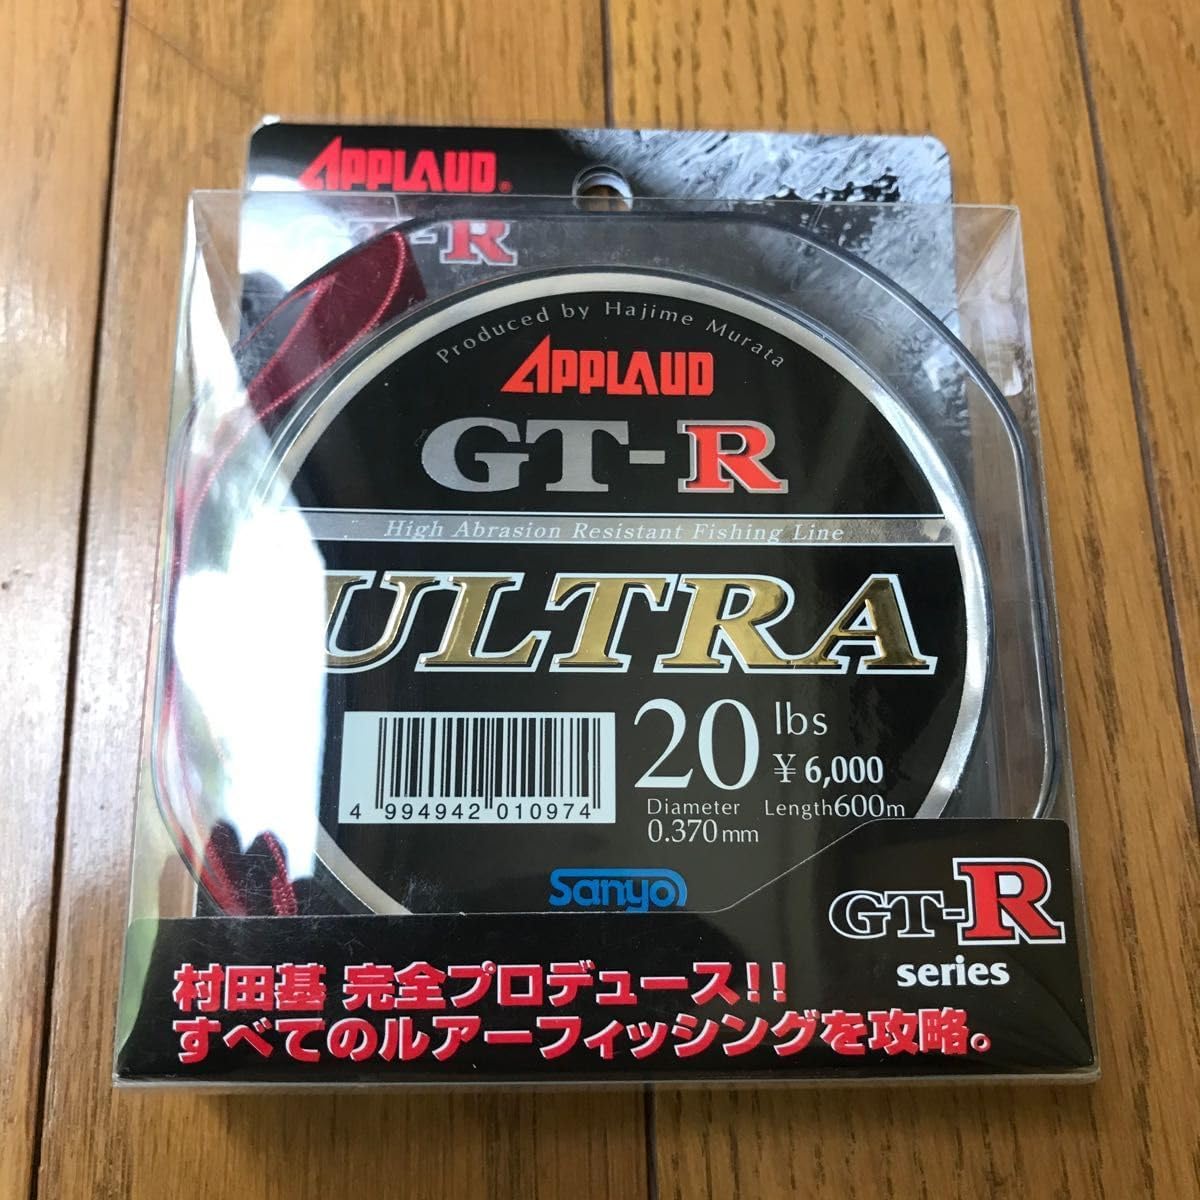 APPLAUD®
GT-R
Produced by Hajime Murata
APPLAUD
GT-R
High Abrasion Resistant Fishing Line
ULTRA
20 lbs
¥6,000
Diameter Length600m
0.370mm
4 994942 010974
Sanyo
GT-R
series
村田基 完全プロデュース!!
すべてのルアーフィッシングを攻略。